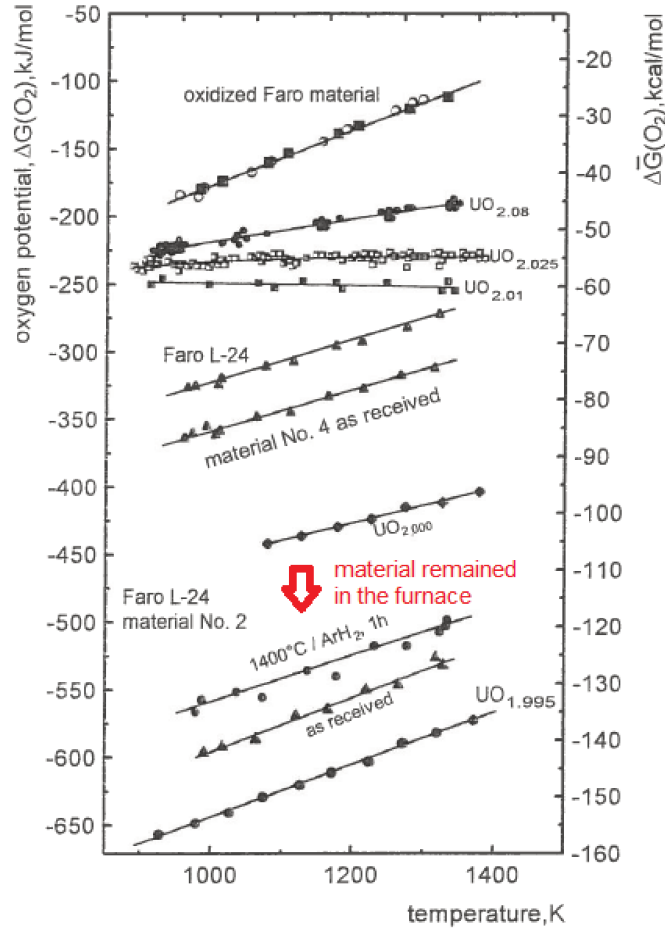 -50
-100
-150
-200
-250
-300
-350
-400
-450
-500
-550
-600
-650
oxygen potential, ΔG(O₂),kJ/mol
-20
-30
-40
-50
-60
-70
-80
-90
-100
-110
-120
-130
-140
-150
-160
ΔG̅(O₂),kcal/mol
oxidized Faro material
UO2.08
UO2.025
UO2.01
Faro L-24
material No. 4 as received
UO2.000
material remained
in the furnace
Faro L-24
material No. 2
1400°C / ArH₂, 1h
as received
UO1.995
1000
1200
1400
temperature,K